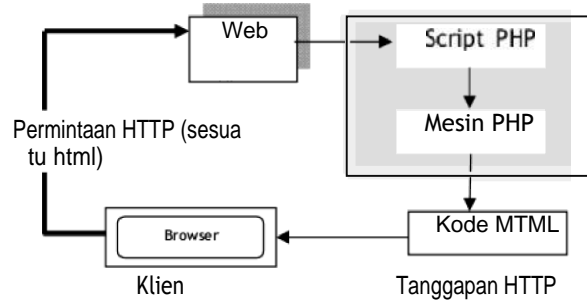 Web
Script PHP
Permintaan HTTP (sesua
tu html)
Mesin PHP
Browser
Kode MTML
Klien
Tanggapan HTTP